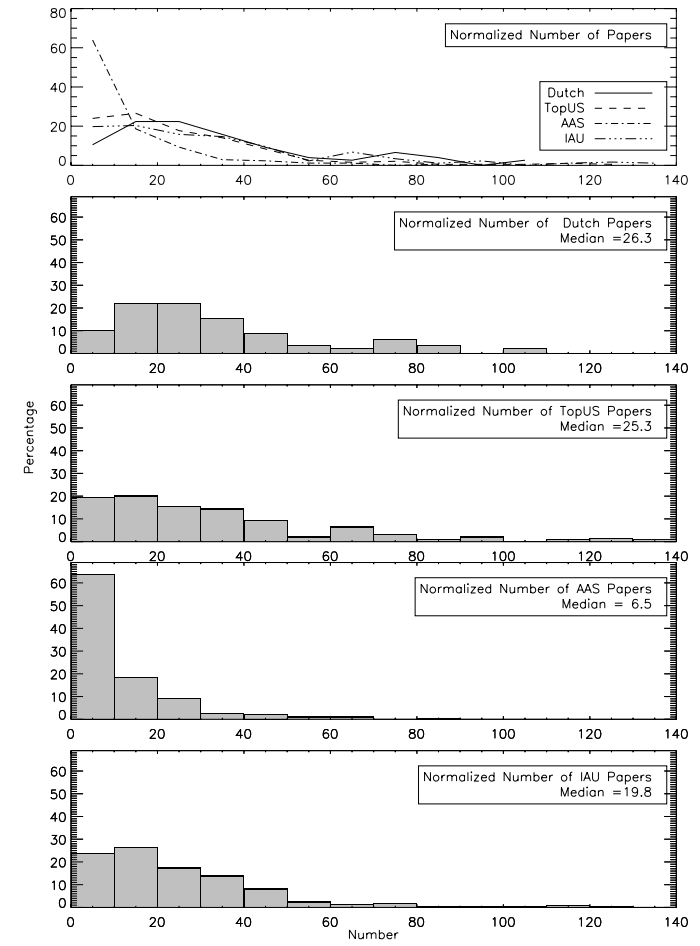 80
60
40
20
0
Normalized Number of Papers
Dutch
TopUS
AAS
IAU
0 20 40 60 80 100 120 140
60
50
40
30
20
10
0
Normalized Number of Dutch Papers
Median =26.3
0 20 40 60 80 100 120 140
Percentage
60
50
40
30
20
10
0
Normalized Number of TopUS Papers
Median =25.3
0 20 40 60 80 100 120 140
60
50
40
30
20
10
0
Normalized Number of AAS Papers
Median = 6.5
0 20 40 60 80 100 120 140
60
50
40
30
20
10
0
Normalized Number of IAU Papers
Median =19.8
0 20 40 60 80 100 120 140
Number